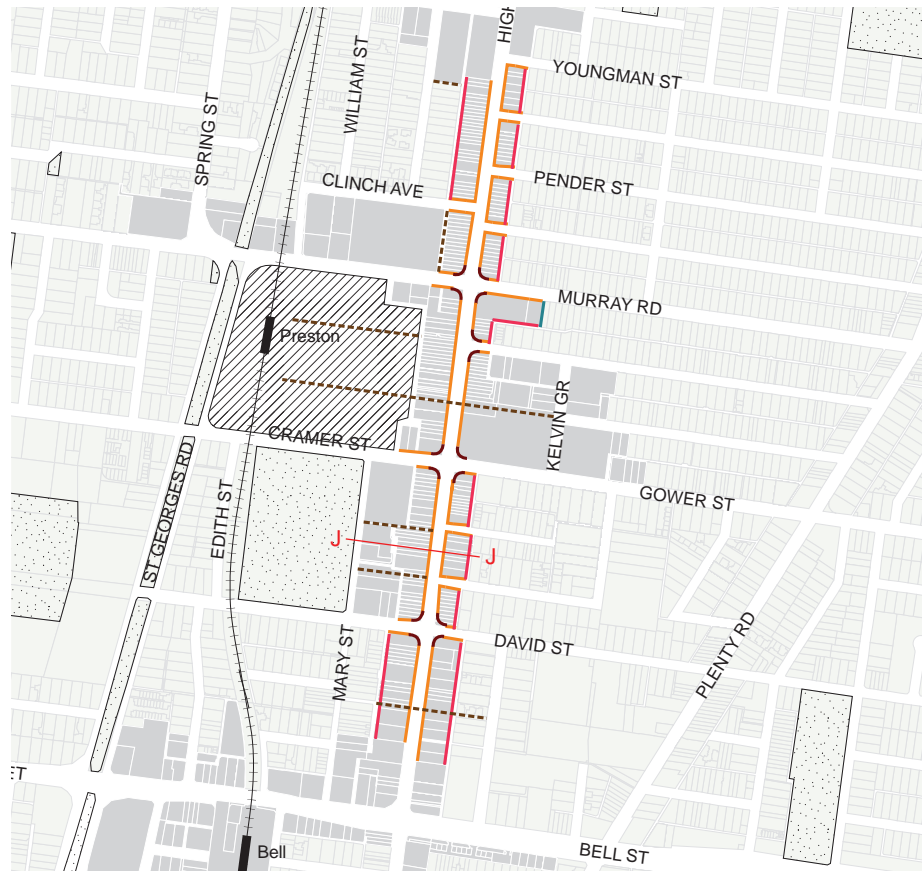 HIGH
YOUNGMAN ST
WILLIAM ST
SPRING ST
CLINCH AVE
PENDER ST
MURRAY RD
Preston
KELVIN GR
CRAMER ST
GOWER ST
ST GEORGES RD
EDITH ST
J
J
MARY ST
DAVID ST
PLENTY RD
ET
Bell
BELL ST